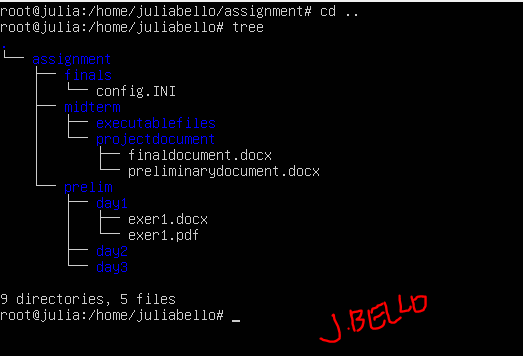 root@julia:/home/juliabello/assignment# cd ..
root@julia:/home/juliabello# tree
.
└── assignment
    ├── finals
    │   └── config.INI
    ├── midterm
    │   ├── executablefiles
    │   └── projectdocument
    │       ├── finaldocument.docx
    │       └── preliminarydocument.docx
    └── prelim
        ├── day1
        │   ├── exer1.docx
        │   └── exer1.pdf
        ├── day2
        └── day3
9 directories, 5 files
root@julia:/home/juliabello# _
J.BELLO